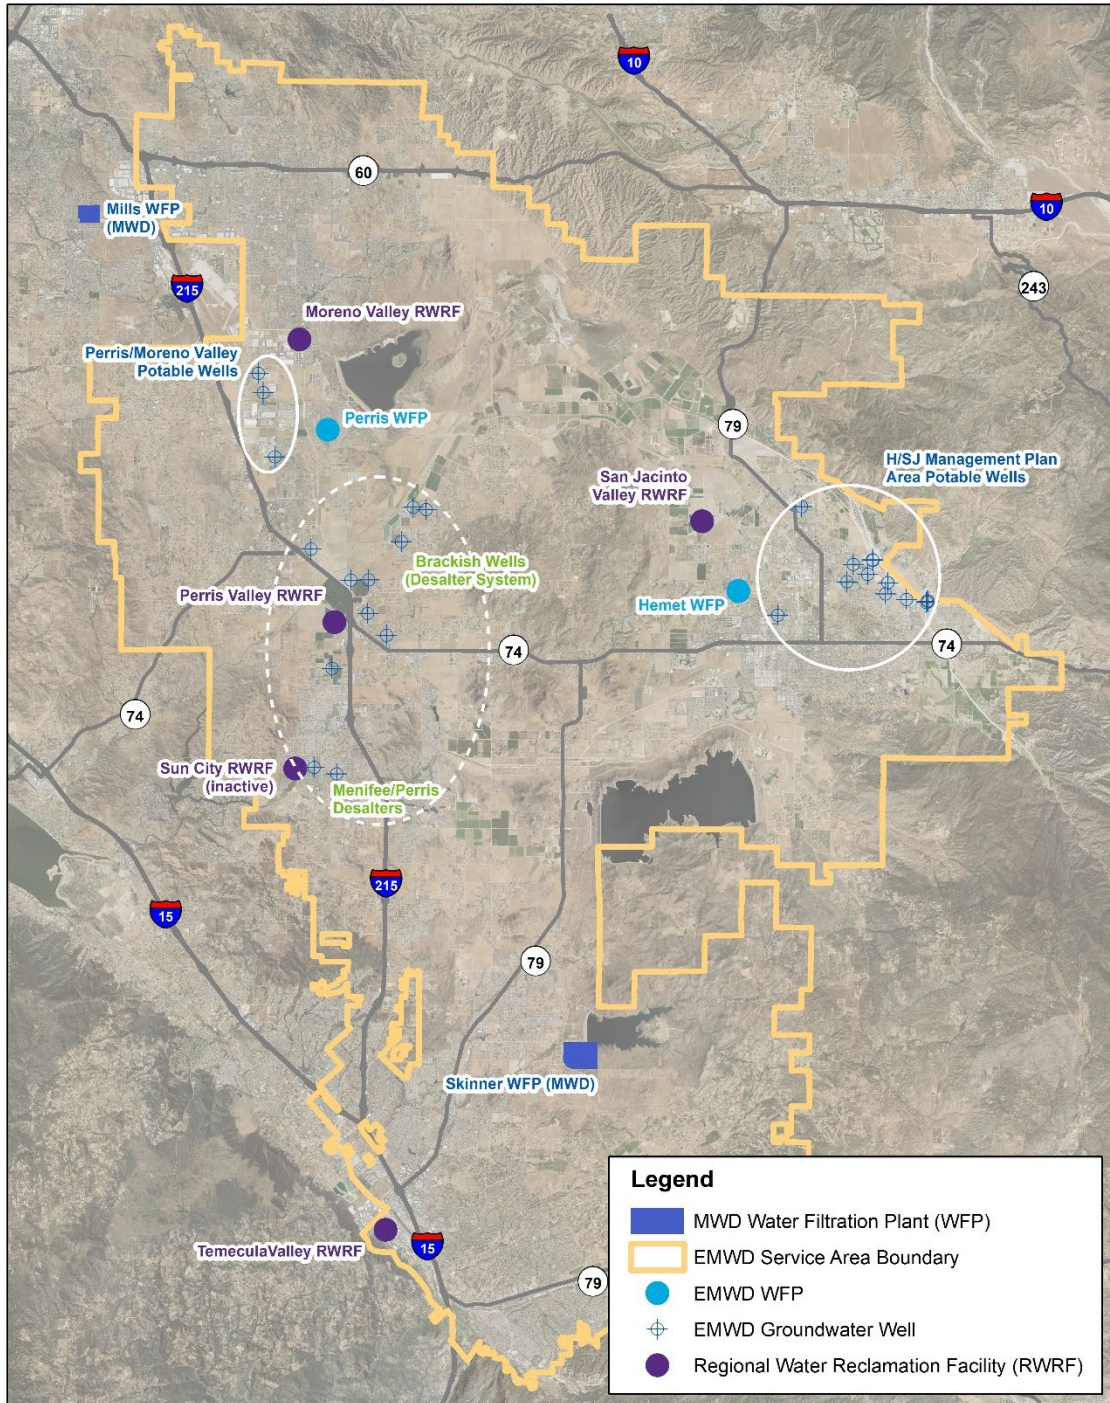 10
60
Mills WFP
(MWD)
10
215
243
Moreno Valley RWRF
Perris/Moreno Valley
Potable Wells
Perris WFP
79
H/SJ Management Plan
Area Potable Wells
San Jacinto
Valley RWRF
Brackish Wells
(Desalter System)
Hemet WFP
Perris Valley RWRF
74
74
74
Sun City RWRF
(inactive)
Menifee/Perris
Desalters
215
15
79
Skinner WFP (MWD)
TemeculaValley RWRF
15
79
Legend
MWD Water Filtration Plant (WFP)
EMWD Service Area Boundary
EMWD WFP
EMWD Groundwater Well
Regional Water Reclamation Facility (RWRF)